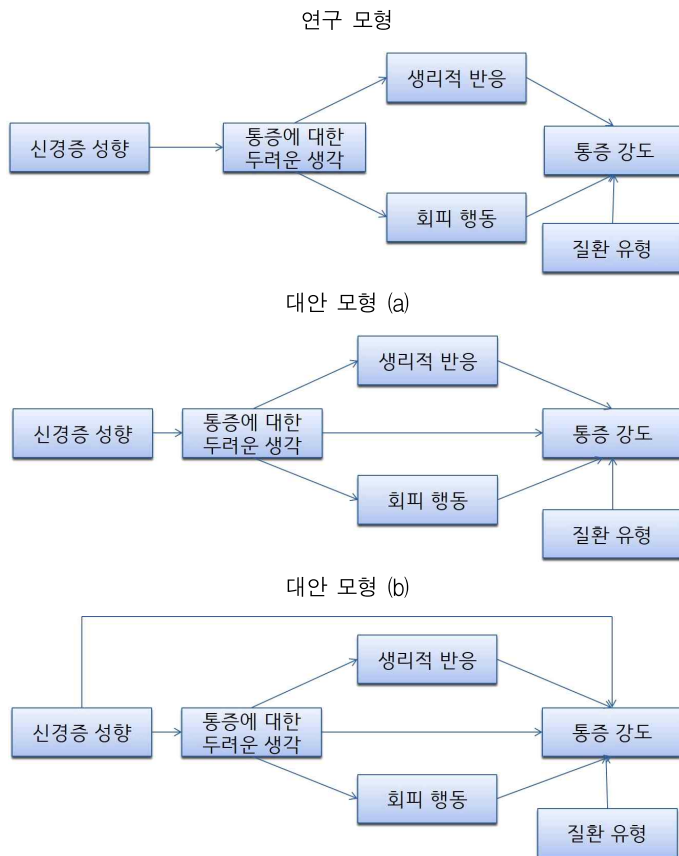 연구 모형
생리적 반응
신경증 성향
통증에 대한
두려운 생각
통증 강도
회피 행동
질환 유형
대안 모형 (a)
생리적 반응
신경증 성향
통증에 대한
두려운 생각
통증 강도
회피 행동
질환 유형
대안 모형 (b)
생리적 반응
신경증 성향
통증에 대한
두려운 생각
통증 강도
회피 행동
질환 유형